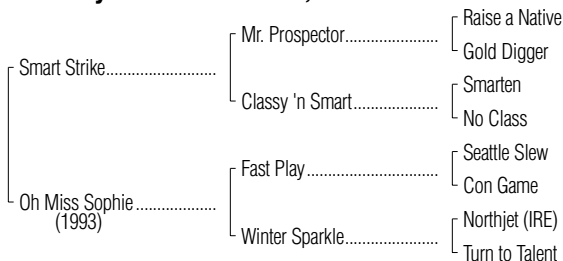 Raise a Native
Mr. Prospector....................
Gold Digger
Smart Strike........................
Smarten
Classy 'n Smart..................
No Class
Seattle Slew
Fast Play............................
Con Game
Oh Miss Sophie.................
(1993)
Northjet (IRE)
Winter Sparkle....................
Turn to Talent